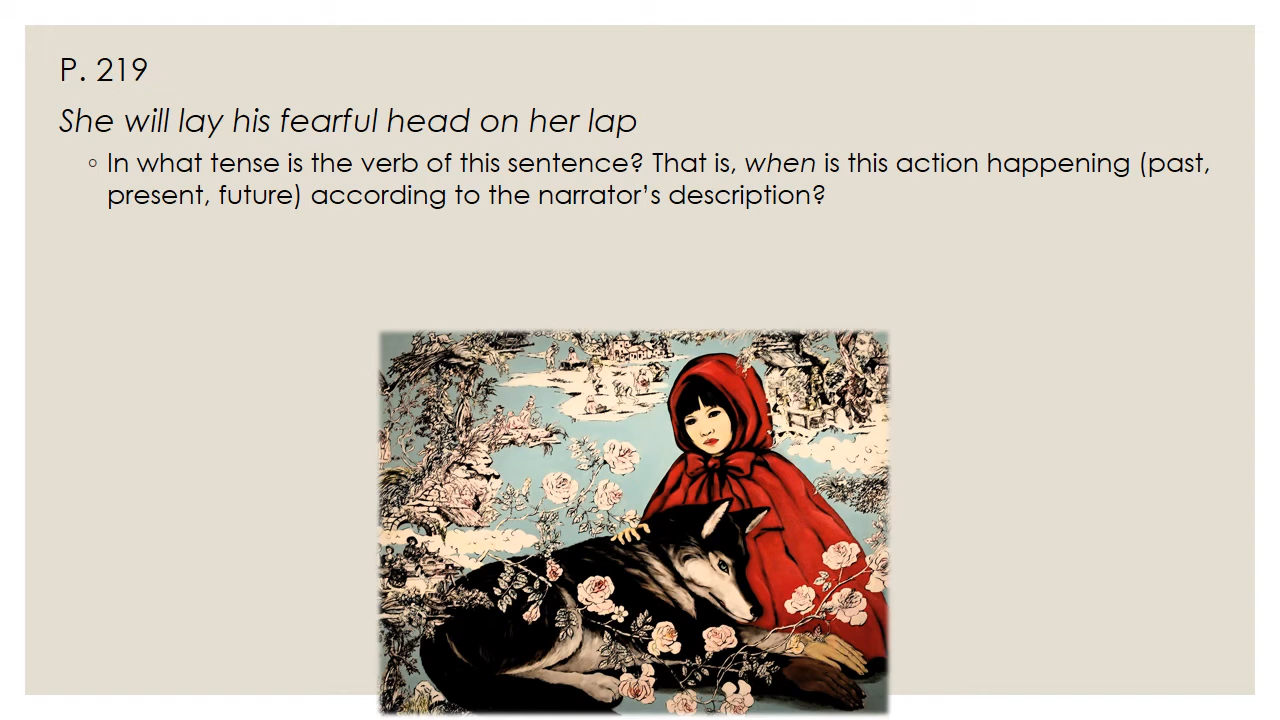 P. 219
She will lay his fearful head on her lap
◦ In what tense is the verb of this sentence? That is, when is this action happening (past,
present, future) according to the narrator’s description?